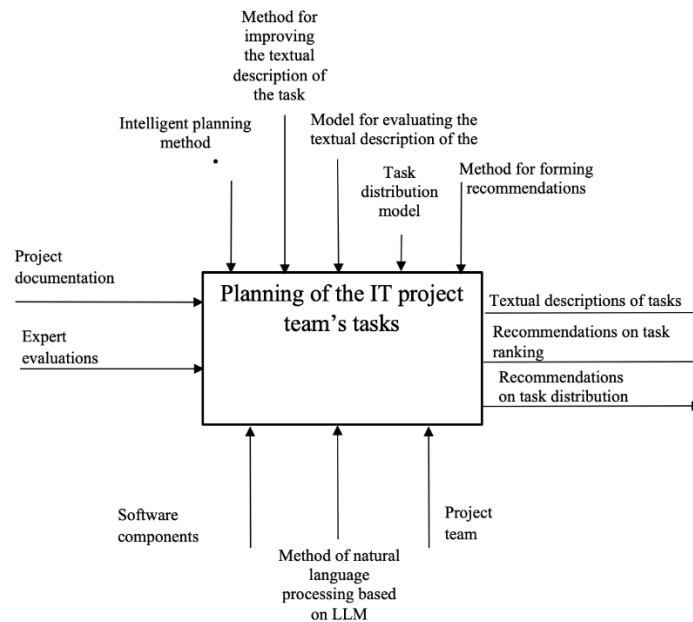 Method for
improving
the textual
description of
the task
Intelligent planning
method
Model for evaluating the
textual description of the
Task
distribution
model
Method for forming
recommendations
Project
documentation
Expert
evaluations
Planning of the IT project
team’s tasks
Textual descriptions of tasks
Recommendations on task
ranking
Recommendations
on task distribution
Software
components
Method of natural
language
processing based
on LLM
Project
team